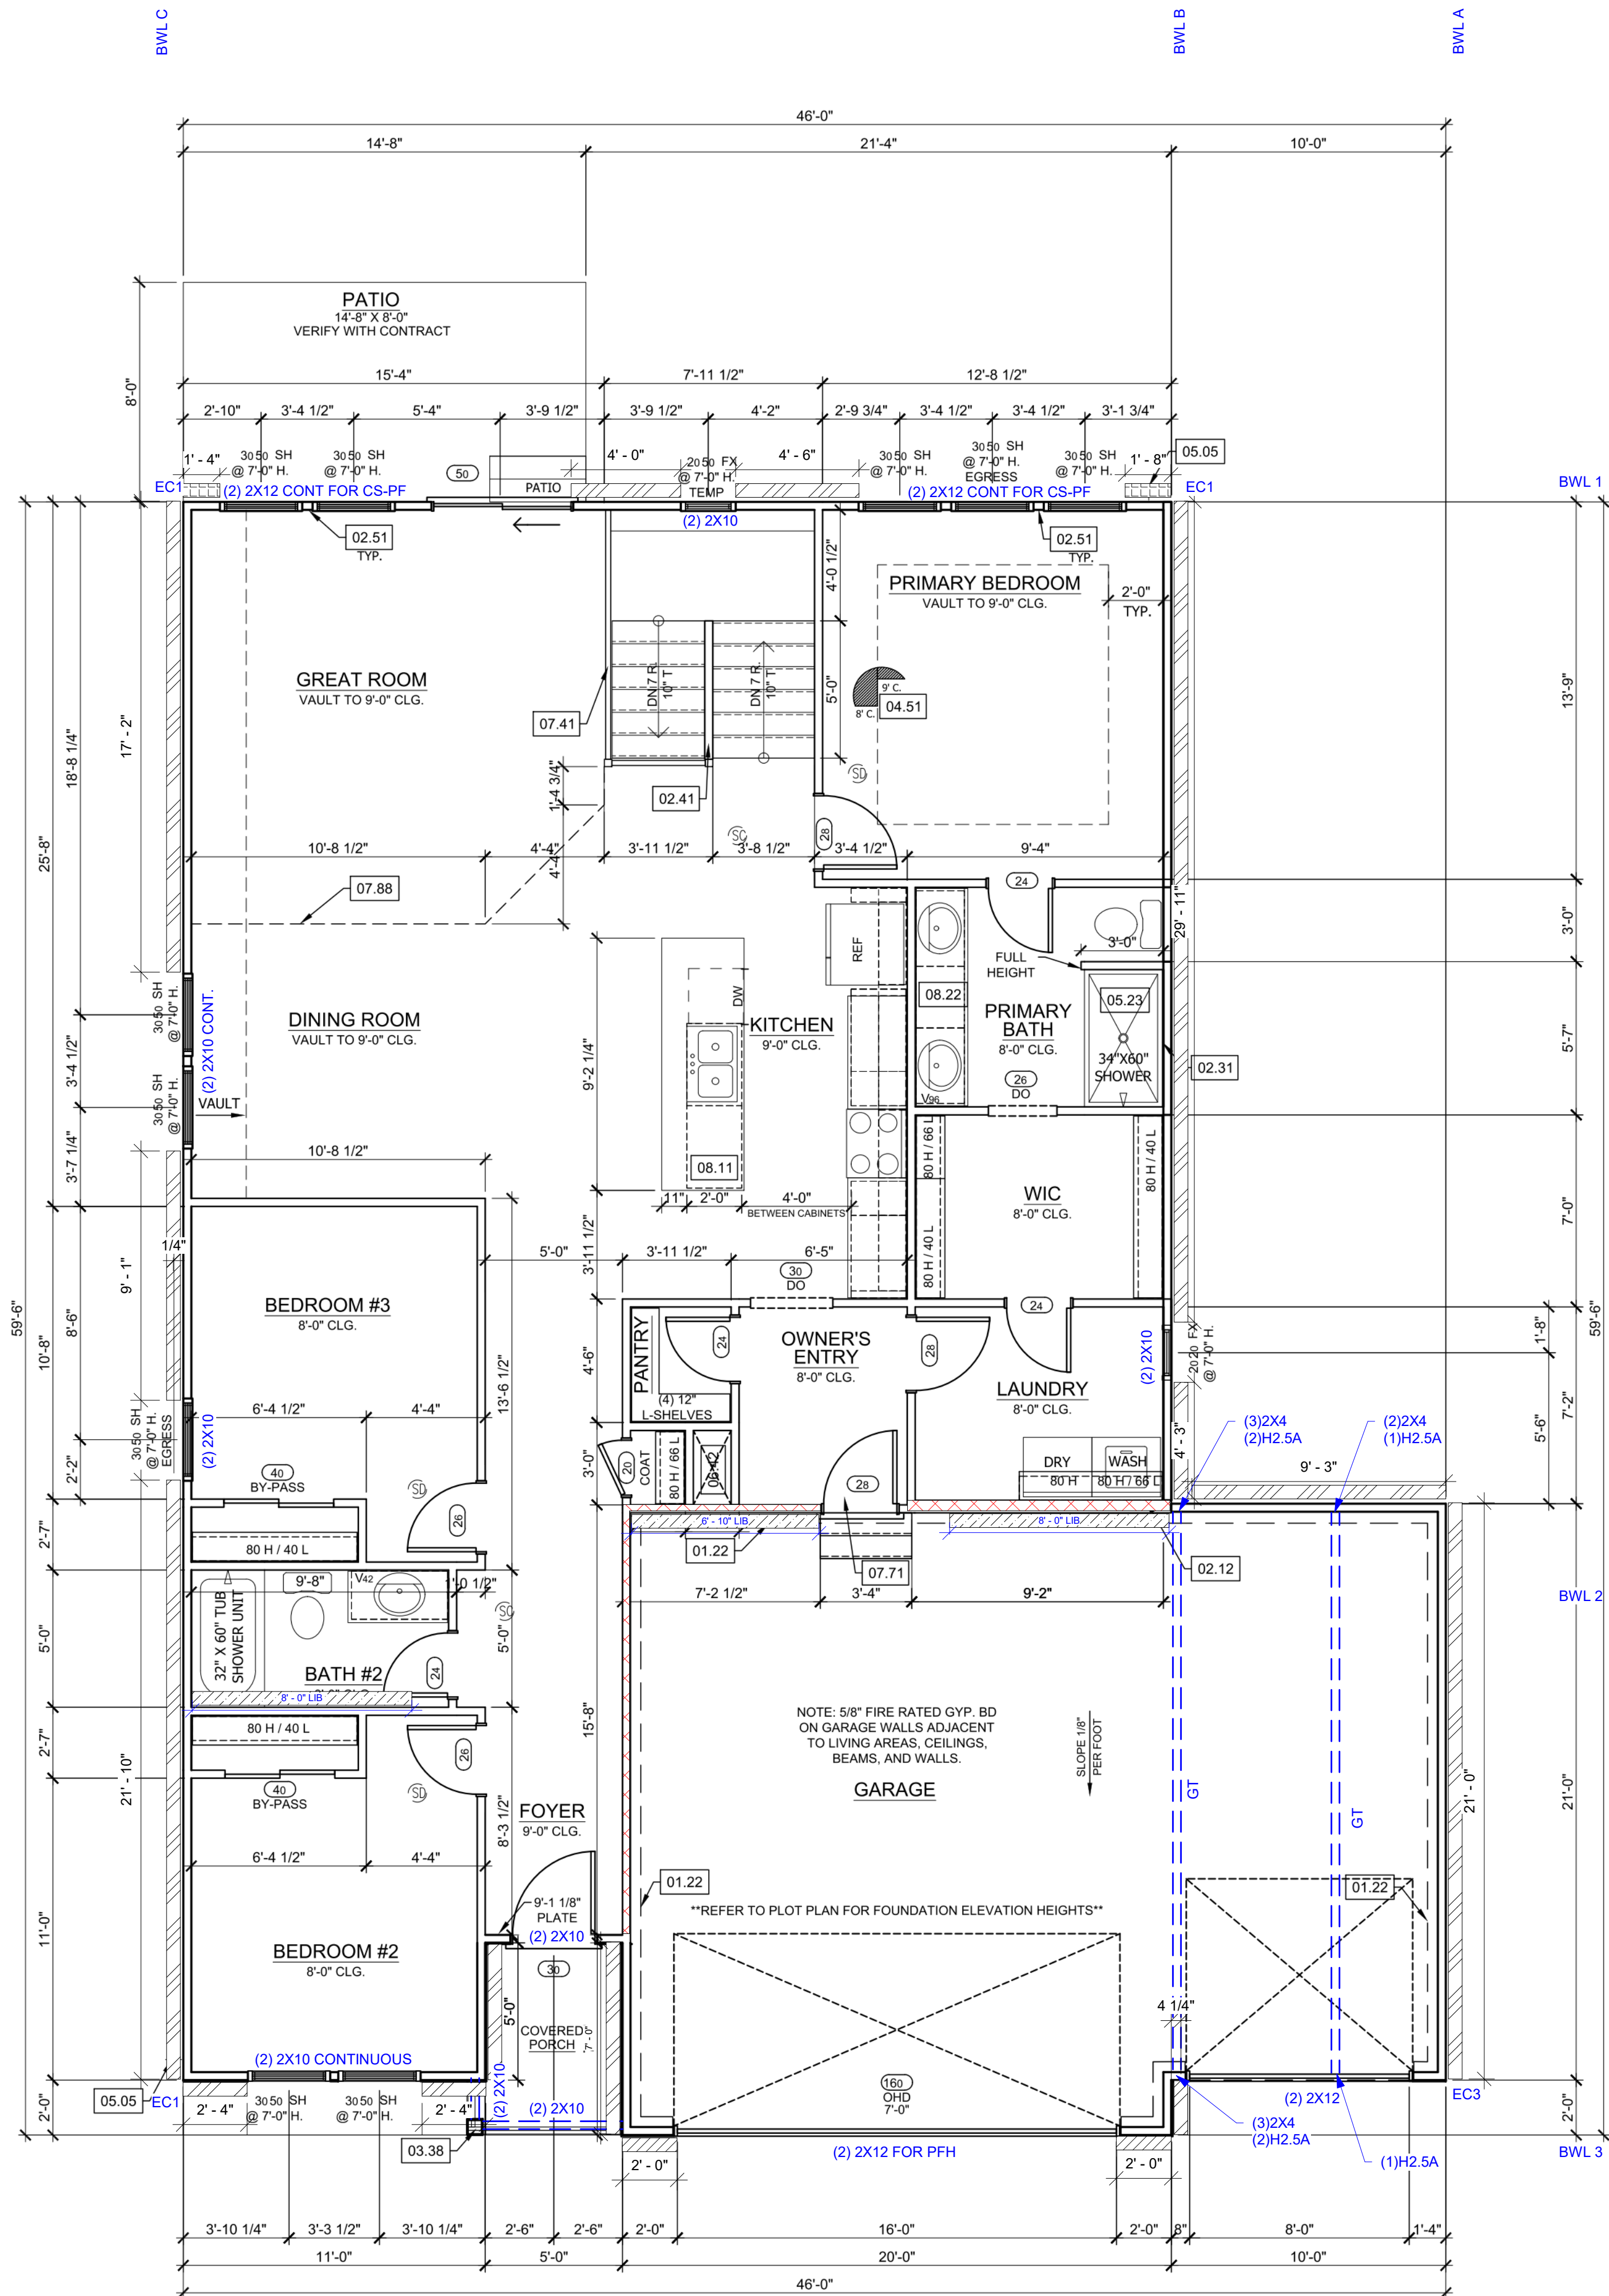 BWL C
BWL B
BWL A
46'-0"
14'-8"
21'-4"
10'-0"
PATIO
14'-8" X 8'-0"
VERIFY WITH CONTRACT
8'-0"
15'-4"
7'-11 1/2"
12'-8 1/2"
2'-10"
3'-4 1/2"
5'-4"
3'-9 1/2"
3'-9 1/2"
4'-2"
2'-9 3/4"
3'-4 1/2"
3'-4 1/2"
3'-1 3/4"
1' - 4"
3050 SH
@ 7'-0" H.
3050 SH
@ 7'-0" H.
50
PATIO
4' - 0"
2050 FX
@ 7'-0" H.
TEMP
4' - 6"
3050 SH
@ 7'-0" H.
3050 SH
@ 7'-0" H.
EGRESS
3050 SH
@ 7'-0" H.
1' - 8"
05.05
EC1
(2) 2X12 CONT FOR CS-PF
(2) 2X10
(2) 2X12 CONT FOR CS-PF
EC1
BWL 1
02.51
TYP.
02.51
TYP.
4'-0 1/2"
PRIMARY BEDROOM
VAULT TO 9'-0" CLG.
2'-0"
TYP.
GREAT ROOM
VAULT TO 9'-0" CLG.
DN 7 R.
10" T
DN 7 R.
10" T
5'-0"
9' C.
8' C.
04.51
07.41
02.41
13'-9"
17' - 2"
18'-8 1/4"
25'-8"
1'-4 3/4"
SD
SC
28
10'-8 1/2"
4'-4"
3'-11 1/2"
3'-8 1/2"
3'-4 1/2"
9'-4"
4'-4"
07.88
24
29' - 11"
3'-0"
REF
3'-0"
FULL
HEIGHT
08.22
05.23
DINING ROOM
VAULT TO 9'-0" CLG.
DW
KITCHEN
9'-0" CLG.
PRIMARY
BATH
8'-0" CLG.
34"X60"
SHOWER
5'-7"
02.31
3050 SH
@ 7'-0" H.
(2) 2X10 CONT.
3'-4 1/2"
9'-2 1/4"
26
DO
V96
3050 SH
@ 7'-0" H.
VAULT
3'-7 1/4"
10'-8 1/2"
08.11
80 H / 66 L
80 H / 40 L
80 H / 40 L
WIC
8'-0" CLG.
7'-0"
11"
2'-0"
4'-0"
BETWEEN CABINETS
1/4"
5'-0"
3'-11 1/2"
3'-11 1/2"
6'-5"
30
DO
24
9' - 1"
8'-6"
10'-8"
59'-6"
BEDROOM #3
8'-0" CLG.
13'-6 1/2"
4'-6"
PANTRY
24
OWNER'S
ENTRY
8'-0" CLG.
28
LAUNDRY
8'-0" CLG.
(4) 12"
L-SHELVES
(2) 2X10
2020 FX
@ 7'-0" H.
1'-8"
5'-6"
7'-2"
59'-6"
6'-4 1/2"
4'-4"
3050 SH
@ 7'-0" H.
EGRESS
(2) 2X10
2'-2"
40
BY-PASS
SD
26
3'-0"
20
COAT
80 H / 66 L
06.42
28
DRY
WASH
80 H
80 H / 66 L
4' - 3"
(3)2X4
(2)H2.5A
(2)2X4
(1)H2.5A
9' - 3"
2'-7"
80 H / 40 L
6' - 10" LIB
8' - 0" LIB
01.22
07.71
02.12
7'-2 1/2"
3'-4"
9'-2"
BWL 2
9'-8"
V42
1'-0 1/2"
SC
32" X 60" TUB
SHOWER UNIT
5'-0"
5'-0"
BATH #2
24
8' - 0" LIB
80 H / 40 L
2'-7"
26
40
BY-PASS
SD
15'-8"
NOTE: 5/8" FIRE RATED GYP. BD
ON GARAGE WALLS ADJACENT
TO LIVING AREAS, CEILINGS,
BEAMS, AND WALLS.
SLOPE 1/8"
PER FOOT
GARAGE
GT
GT
21' - 10"
21' - 0"
21'-0"
FOYER
9'-0" CLG.
8'-3 1/2"
6'-4 1/2"
4'-4"
01.22
01.22
9'-1 1/8"
PLATE
**REFER TO PLOT PLAN FOR FOUNDATION ELEVATION HEIGHTS**
11'-0"
BEDROOM #2
8'-0" CLG.
(2) 2X10
30
5'-0"
COVERED
PORCH
7'- 0"
4 1/4"
(2) 2X10 CONTINUOUS
(2) 2X10
(2) 2X10
160
OHD
7'-0"
(2) 2X12
EC3
05.05
EC1
2' - 4"
3050 SH
@ 7'-0" H.
3050 SH
@ 7'-0" H.
2' - 4"
2'-0"
03.38
2' - 0"
(2) 2X12 FOR PFH
2' - 0"
(3)2X4
(2)H2.5A
(1)H2.5A
2'-0"
BWL 3
3'-10 1/4"
3'-3 1/2"
3'-10 1/4"
2'-6"
2'-6"
2'-0"
16'-0"
2'-0"
8"
8'-0"
1'-4"
11'-0"
5'-0"
20'-0"
10'-0"
46'-0"